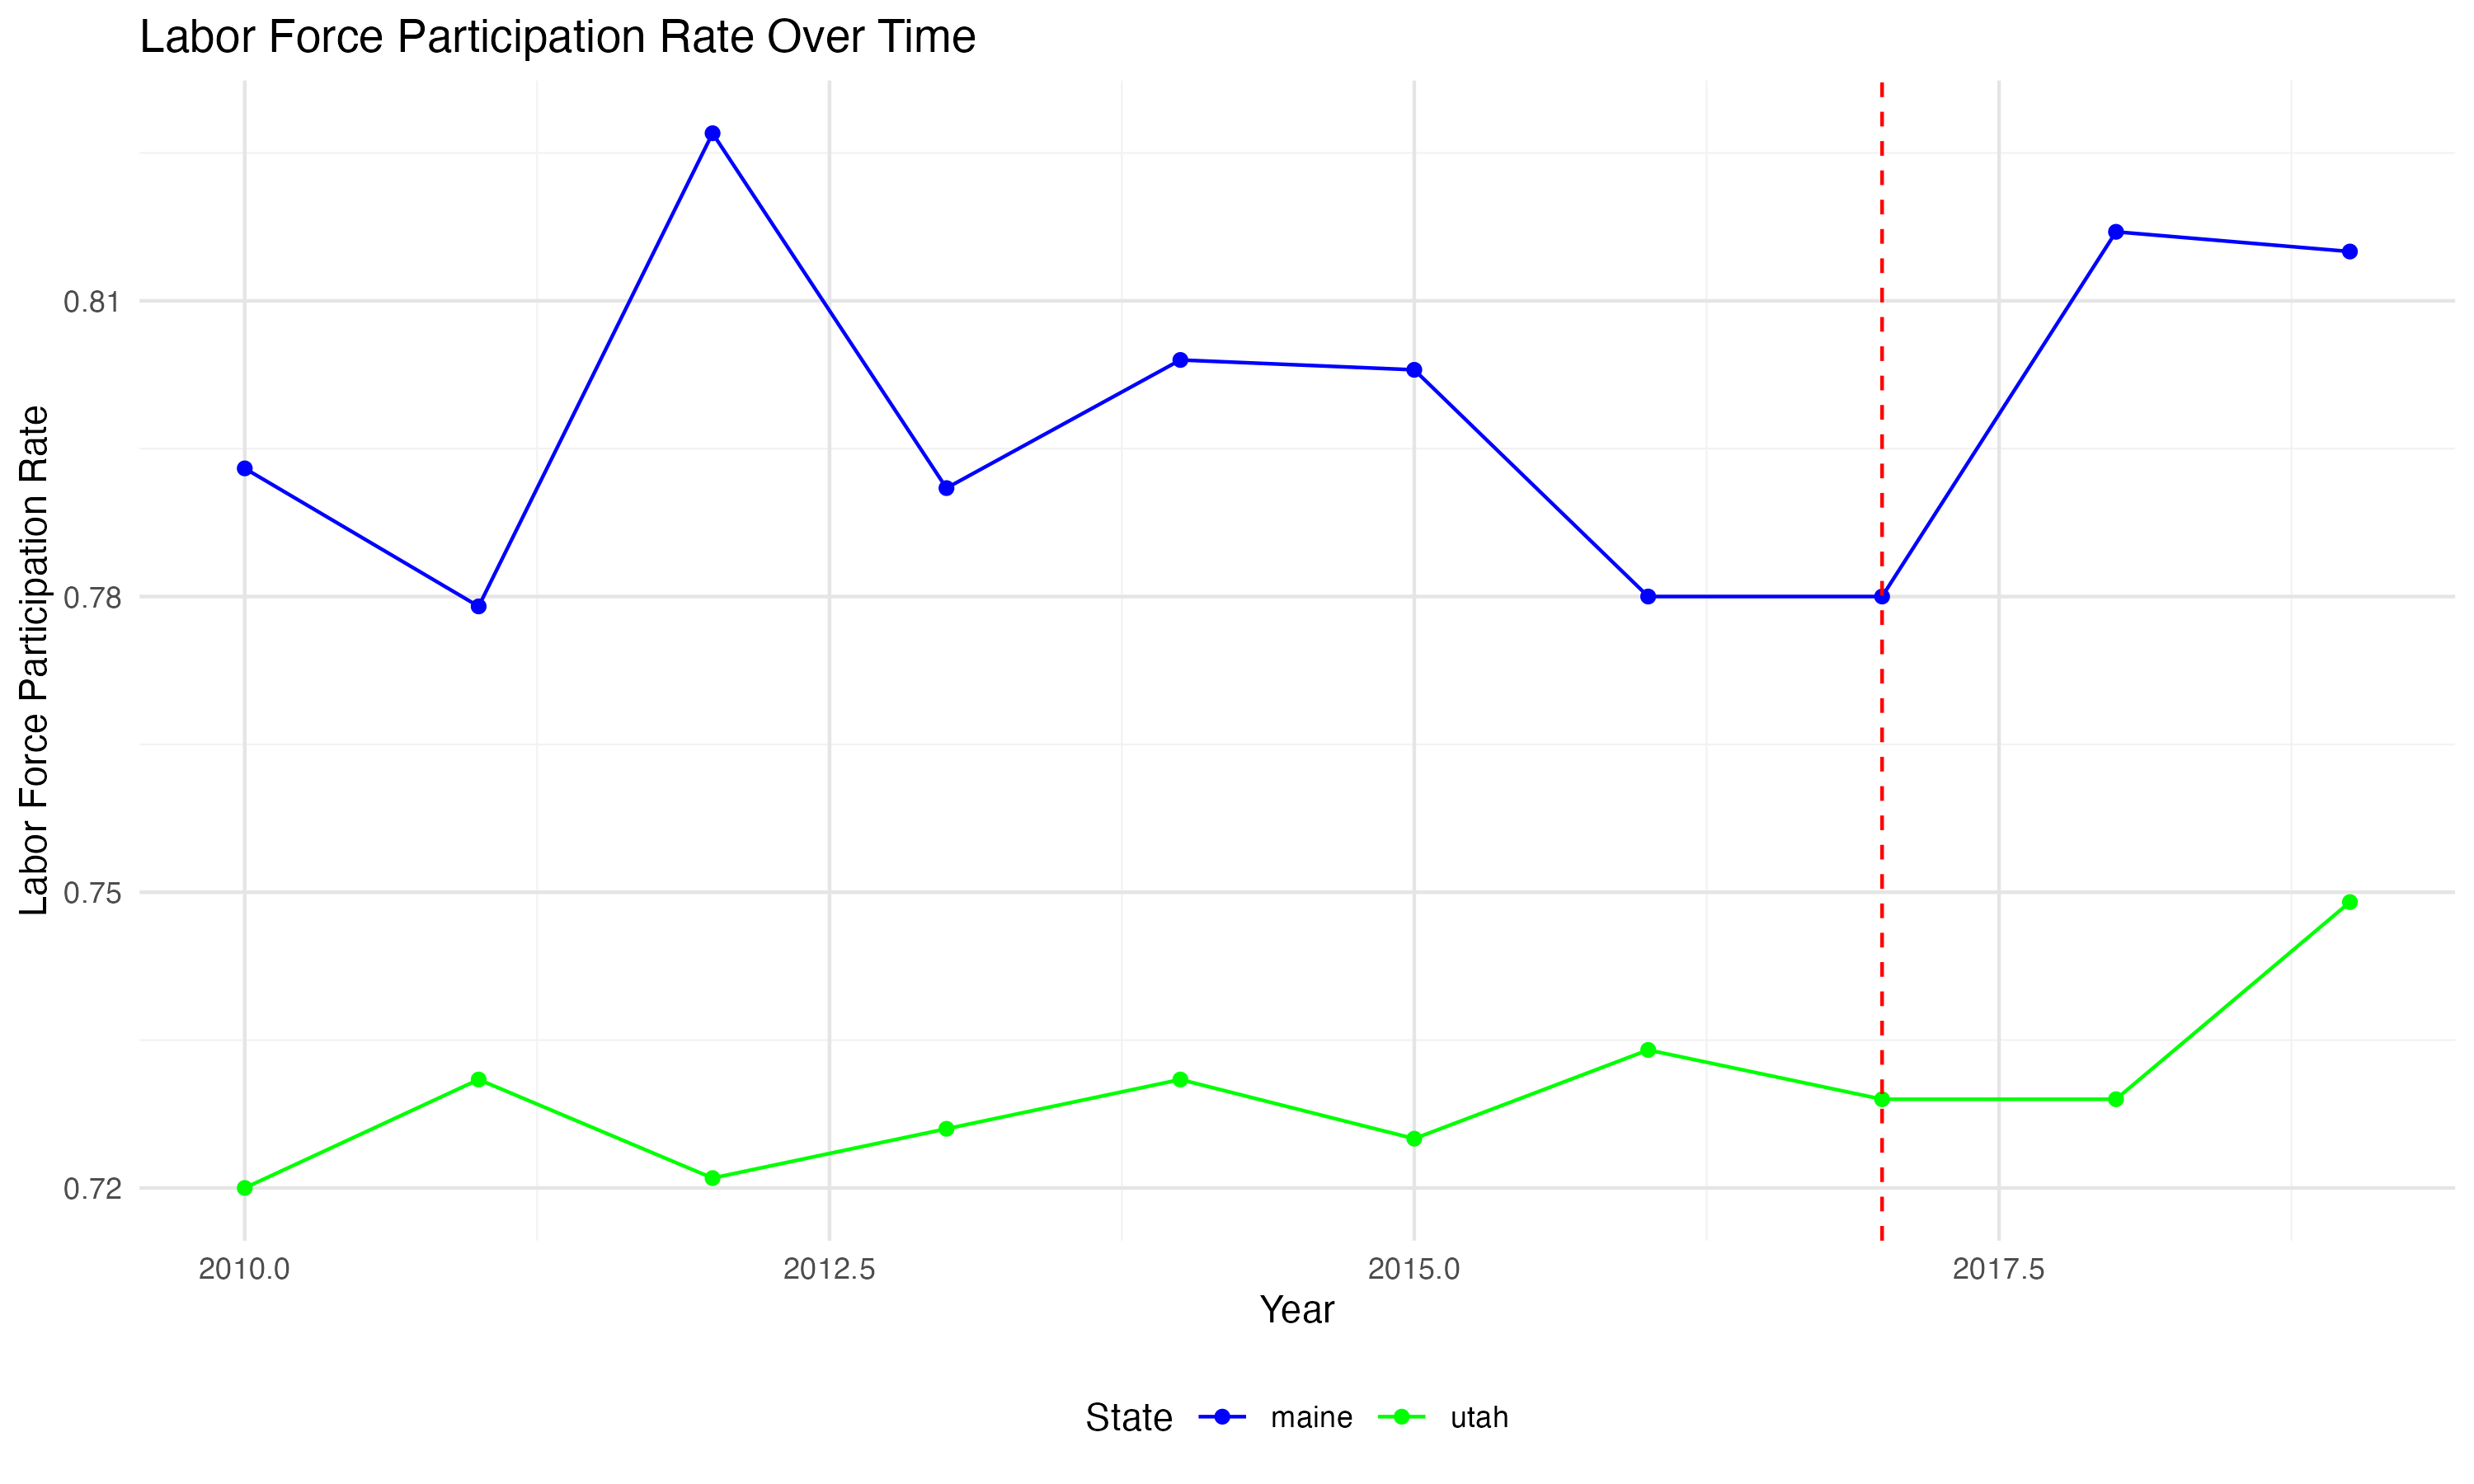 Labor Force Participation Rate Over Time
Labor Force Participation Rate
0.81
0.78
0.75
0.72
2010.0 2012.5 2015.0 2017.5
Year
State maine utah